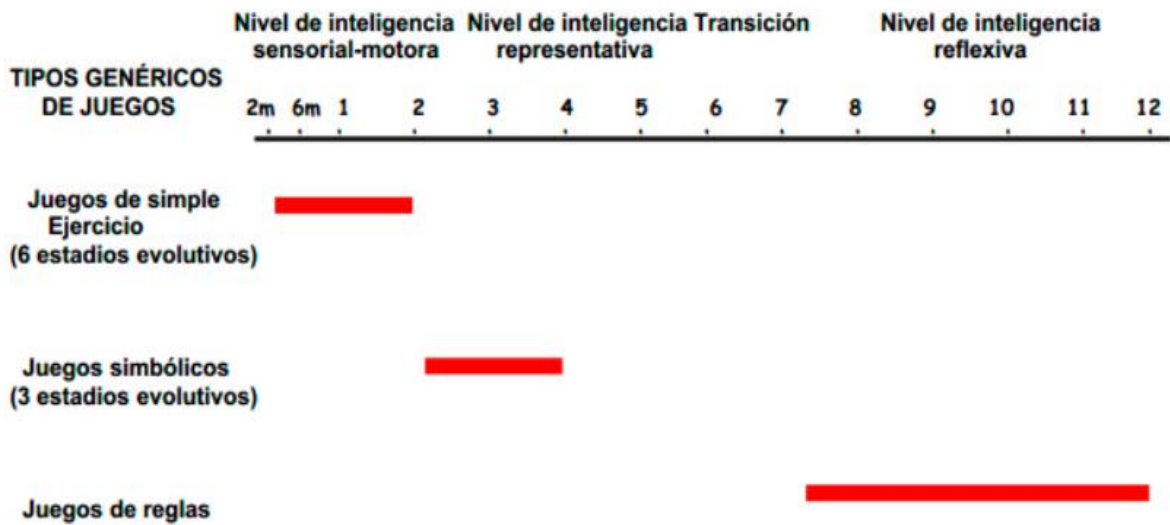 Nivel de inteligencia sensorial-motora
Nivel de inteligencia representativa
Transición
Nivel de inteligencia reflexiva
TIPOS GENÉRICOS
DE JUEGOS
2m 6m 1 2 3 4 5 6 7 8 9 10 11 12
Juegos de simple
Ejercicio
(6 estadios evolutivos)
Juegos simbólicos
(3 estadios evolutivos)
Juegos de reglas